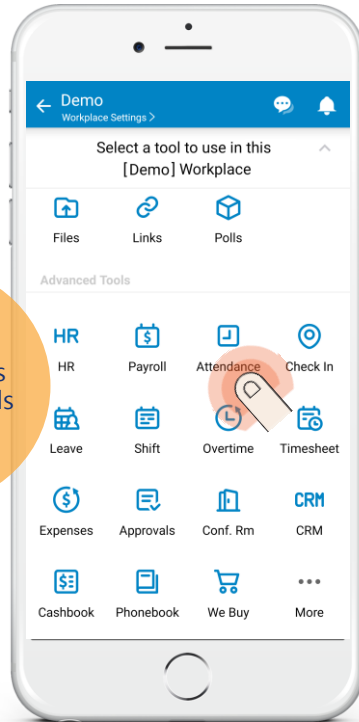 Demo
Workplace Settings >
Select a tool to use in this
[Demo] Workplace
Files Links Polls
Advanced Tools
HR
HR Payroll Attendance Check In
Leave Shift Overtime Timesheet
CRM
Expenses Approvals Conf. Rm CRM
Cashbook Phonebook We Buy More